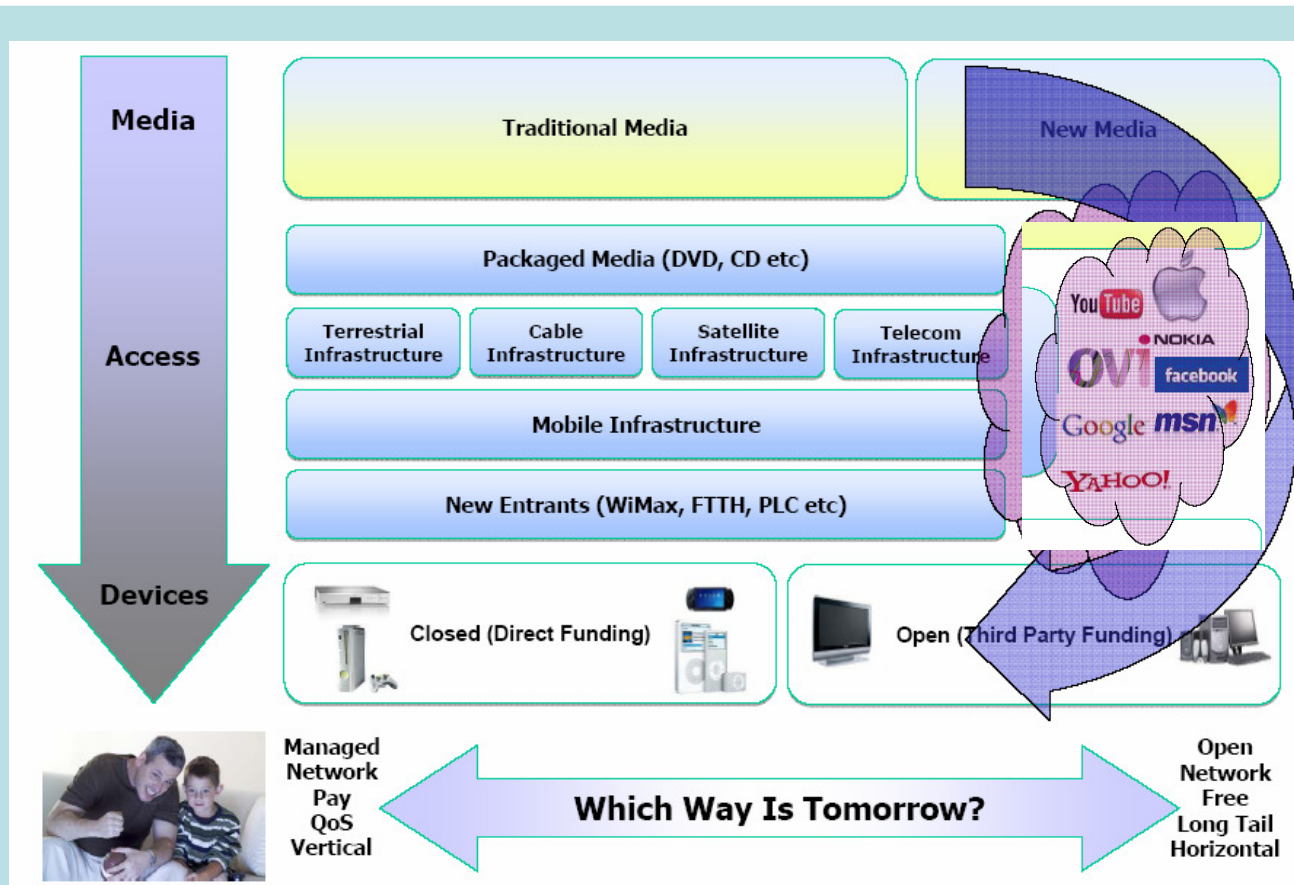 Media
Traditional Media
New Media
Packaged Media (DVD, CD etc)
Access
Terrestrial
Infrastructure
Cable
Infrastructure
Satellite
Infrastructure
Telecom
Infrastructure
Mobile Infrastructure
New Entrants (WiMax, FTTH, PLC etc)
YouTube
NOKIA
OVI
facebook
Google
msn
YAHOO!
Devices
Closed (Direct Funding)
Open (Third Party Funding)
Managed
Network
Pay
QoS
Vertical
Which Way Is Tomorrow?
Open
Network
Free
Long Tail
Horizontal